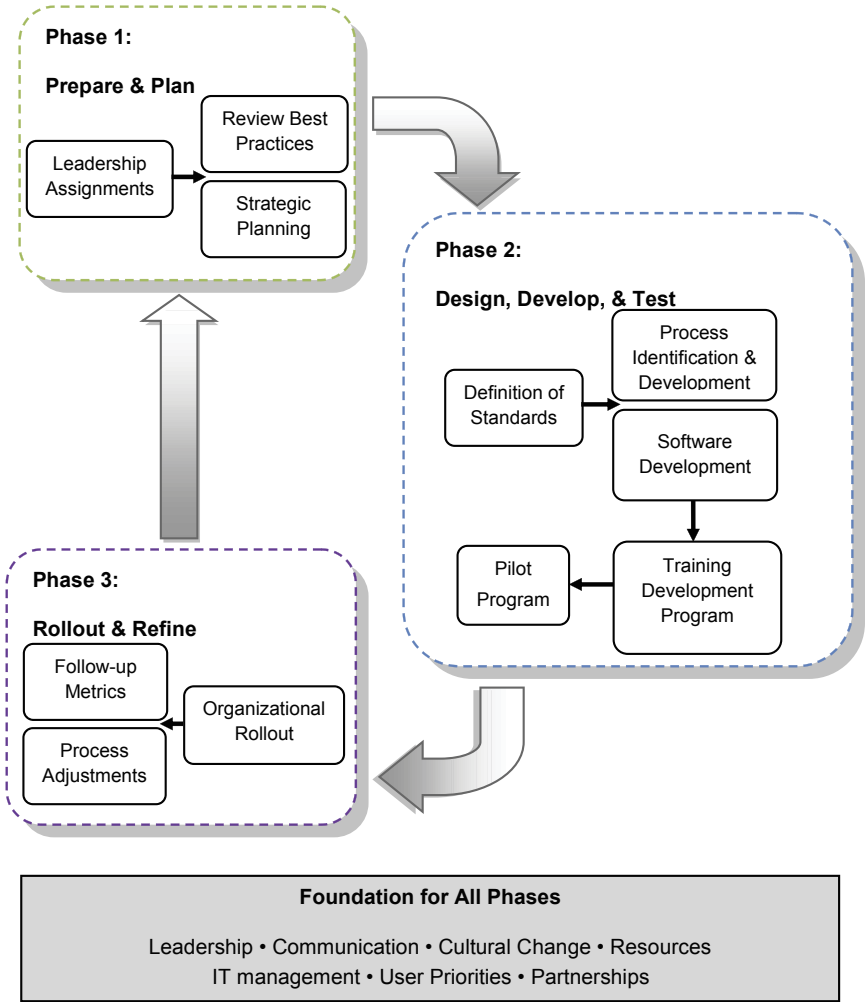 Phase 1:
Prepare & Plan
Review Best
Practices
Leadership
Assignments
Strategic
Planning
Phase 2:
Design, Develop, & Test
Process
Identification &
Development
Definition of
Standards
Software
Development
Training
Development
Program
Pilot
Program
Phase 3:
Rollout & Refine
Follow-up
Metrics
Organizational
Rollout
Process
Adjustments
Foundation for All Phases
Leadership • Communication • Cultural Change • Resources
IT management • User Priorities • Partnerships